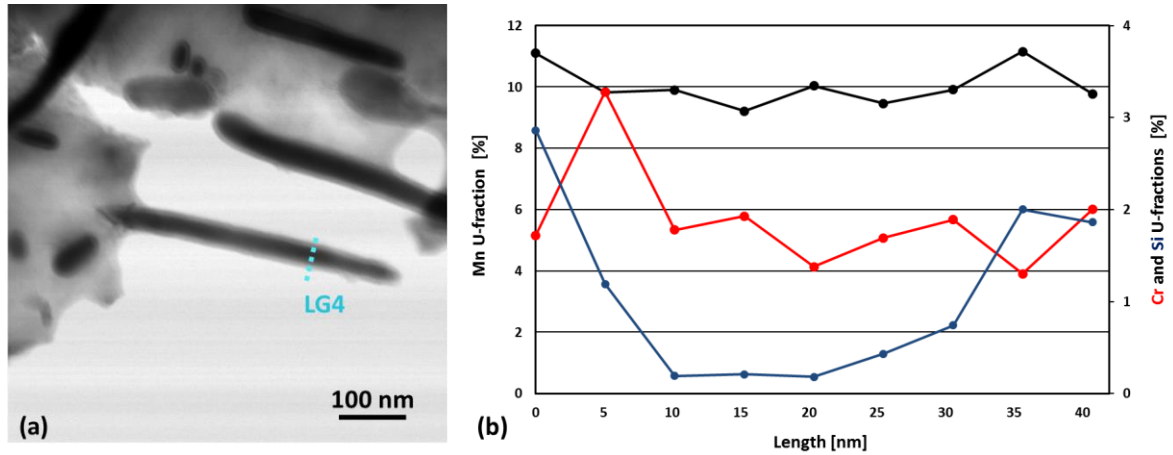 LG4
100 nm
(a)
12
10
8
6
4
2
0
Mn U-fraction [%]
0 5 10 15 20 25 30 35 40
Length [nm]
4
3
2
1
0
Cr and Si U-fractions [%]
(b)